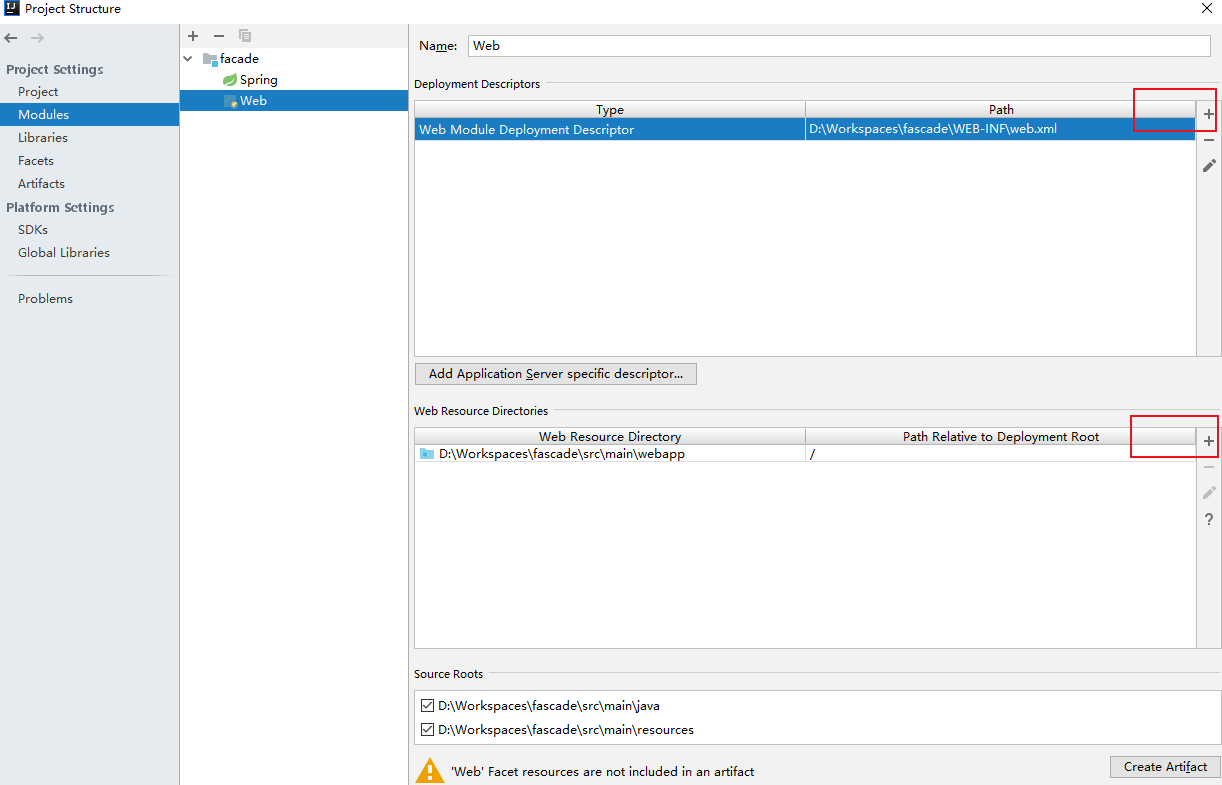 Project Structure
Project Settings
Project
Modules
Libraries
Facets
Artifacts
Platform Settings
SDKs
Global Libraries
Problems
facade
Spring
Web
Name: Web
Deployment Descriptors
Type Path
Web Module Deployment Descriptor D:\Workspaces\fascade\WEB-INF\web.xml
Add Application Server specific descriptor...
Web Resource Directories
Web Resource Directory Path Relative to Deployment Root
D:\Workspaces\fascade\src\main\webapp /
Source Roots
D:\Workspaces\fascade\src\main\java
D:\Workspaces\fascade\src\main\resources
'Web' Facet resources are not included in an artifact
Create Artifact